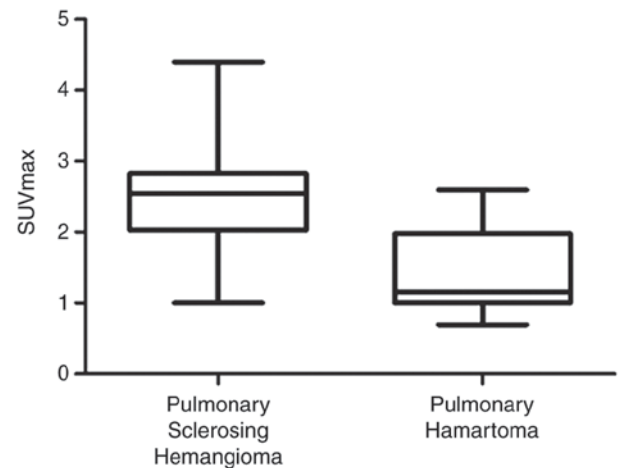 5
4
3
2
1
0
SUVmax
Pulmonary
Sclerosing
Hemangioma
Pulmonary
Hamartoma